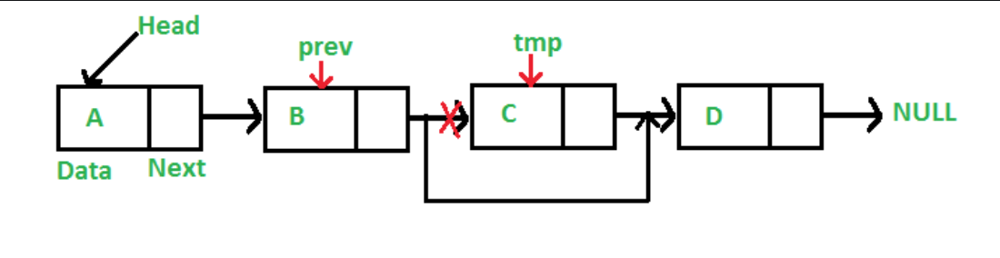 Head
prev
tmp
A
B
C
D
NULL
Data
Next